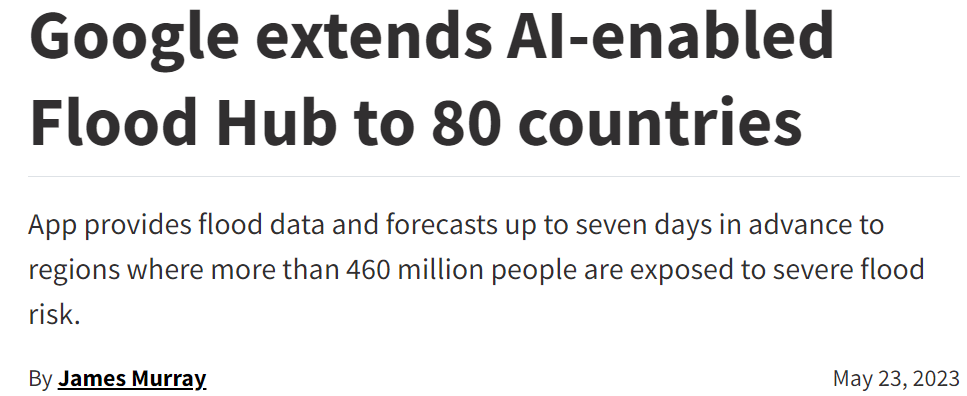 Google extends AI-enabled
Flood Hub to 80 countries
App provides flood data and forecasts up to seven days in advance to
regions where more than 460 million people are exposed to severe flood
risk.
By James Murray
May 23, 2023